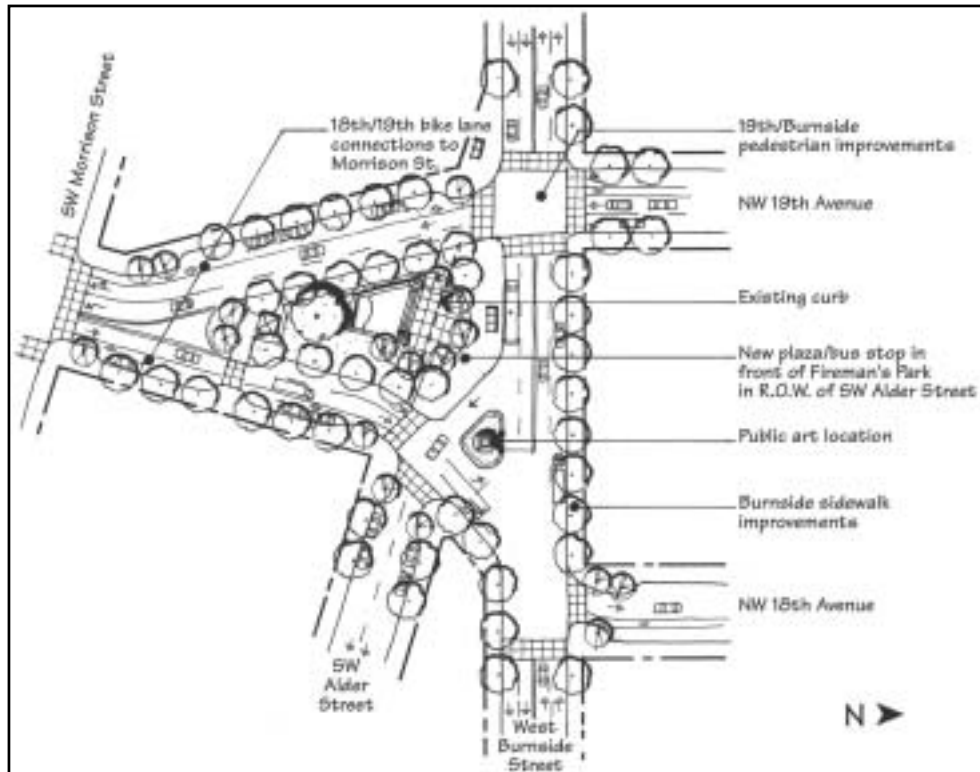 SW Morrison Street
18th/19th bike lane
connections to
Morrison St.
19th/Burnside
pedestrian improvements
NW 19th Avenue
Existing curb
New plaza/bus stop in
front of Fireman's Park
in R.O.W. of SW Alder Street
Public art location
Burnside sidewalk
improvements
NW 18th Avenue
SW
Alder
Street
West
Burnside
Street
N